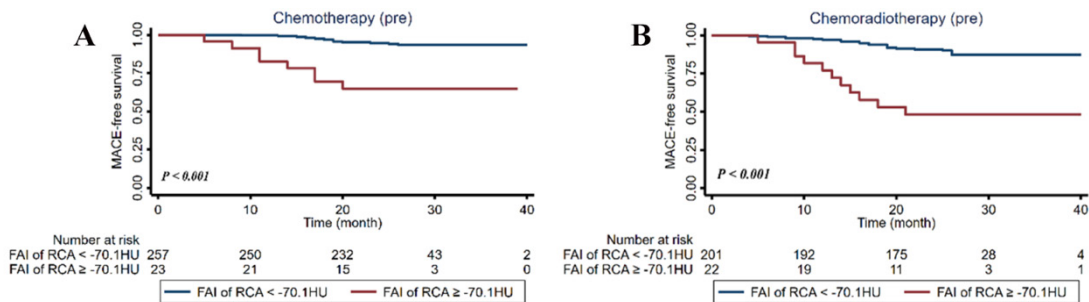 A
Chemotherapy (pre)
MACE-free survival
1.00
0.75
0.50
0.25
0.00
P < 0.001
0 10 20 30 40
Time (month)
Number at risk
FAI of RCA < -70.1HU 257 250 232 43 2
FAI of RCA ≥ -70.1HU 23 21 15 3 0
FAI of RCA < -70.1HU FAI of RCA ≥ -70.1HU
B
Chemoradiotherapy (pre)
MACE-free survival
1.00
0.75
0.50
0.25
0.00
P < 0.001
0 10 20 30 40
Time (month)
Number at risk
FAI of RCA < -70.1HU 201 192 175 28 4
FAI of RCA ≥ -70.1HU 22 19 11 3 1
FAI of RCA < -70.1HU FAI of RCA ≥ -70.1HU